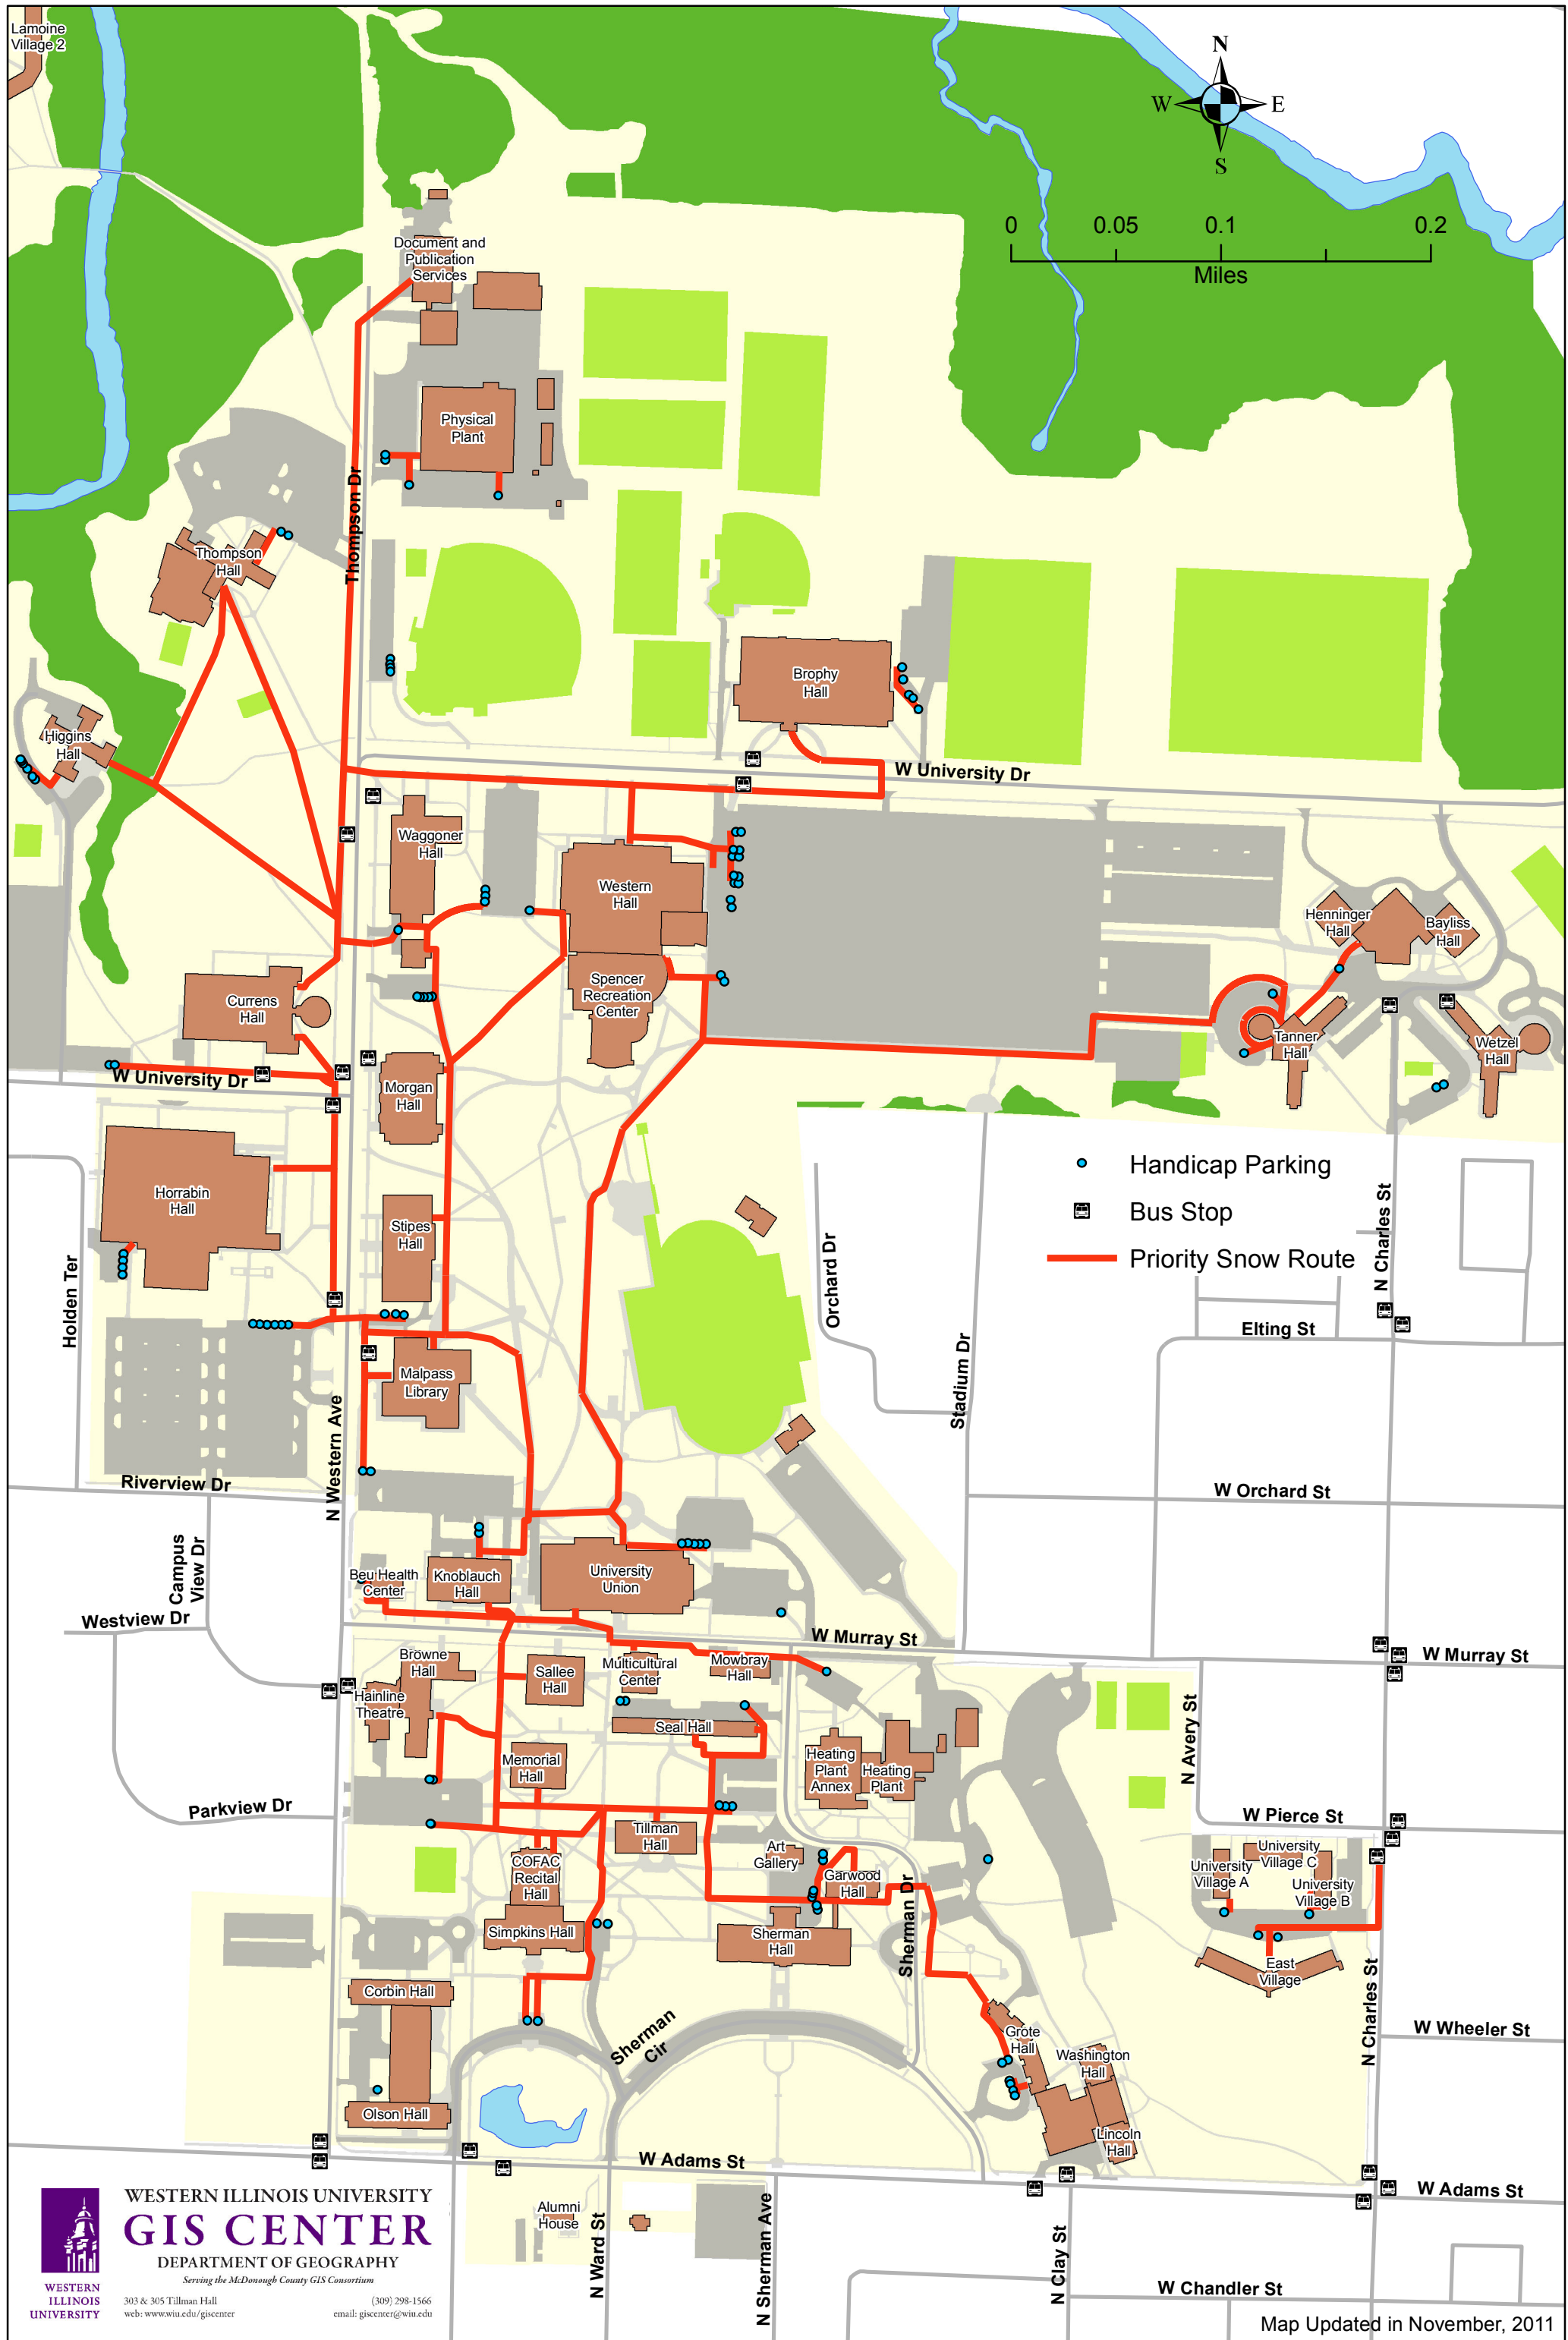 Lamoine
Village 2
N
W
E
S
0
0.05
0.1
0.2
Miles
Document and
Publication
Services
Physical
Plant
Thompson Dr
Thompson
Hall
Brophy
Hall
Higgins
Hall
W University Dr
Waggoner
Hall
Western
Hall
Henninger
Hall
Bayliss
Hall
Spencer
Recreation
Center
Currens
Hall
Tanner
Hall
Wetzel
Hall
W University Dr
Morgan
Hall
Handicap Parking
Bus Stop
Priority Snow Route
Horrabin
Hall
Stipes
Hall
Holden Ter
Orchard Dr
N Charles St
Elting St
Stadium Dr
Malpass
Library
N Western Ave
Riverview Dr
W Orchard St
Campus
View Dr
Beu Health
Center
Knoblauch
Hall
University
Union
Westview Dr
W Murray St
W Murray St
Browne
Hall
Hainline
Theatre
Sallee
Hall
Multicultural
Center
Mowbray
Hall
Seal Hall
N Avery St
Memorial
Hall
Heating
Plant
Annex
Heating
Plant
Parkview Dr
W Pierce St
Tillman
Hall
Art
Gallery
COFAC
Recital
Hall
Garwood
Hall
University
Village A
University
Village C
University
Village B
Simpkins Hall
Sherman
Hall
Sherman Dr
East
Village
Corbin Hall
Sherman
Cir
Grote
Hall
Washington
Hall
N Charles St
W Wheeler St
Olson Hall
Lincoln
Hall
W Adams St
W Adams St
Alumni
House
N Ward St
N Sherman Ave
N Clay St
W Chandler St
WESTERN ILLINOIS UNIVERSITY
GIS CENTER
DEPARTMENT OF GEOGRAPHY
Serving the McDonough County GIS Consortium
WESTERN
ILLINOIS
UNIVERSITY
303 & 305 Tillman Hall
(309) 298-1566
web: www.wiu.edu/giscenter
email: giscenter@wiu.edu
Map Updated in November, 2011